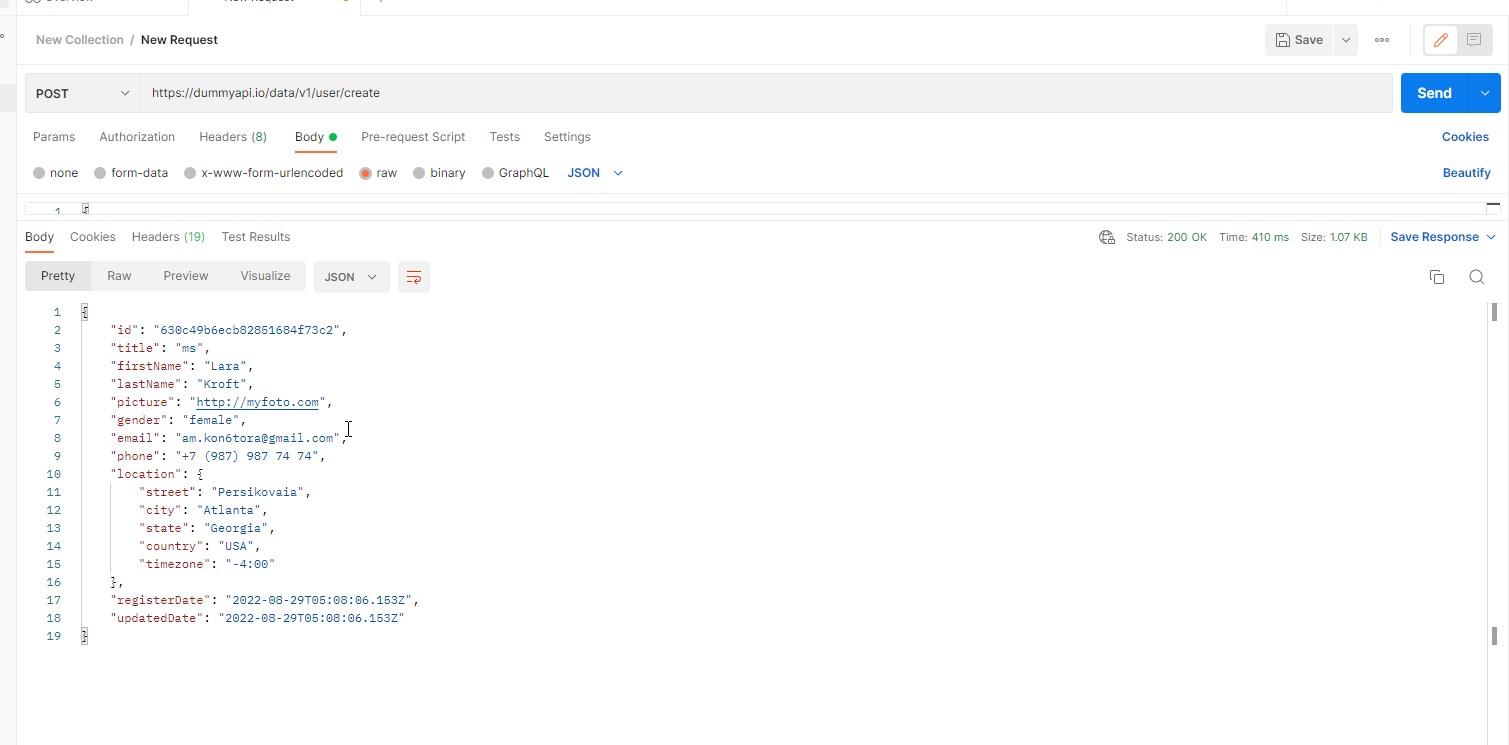 New Collection / New Request
Save
POST
https://dummyapi.io/data/v1/user/create
Send
Params Authorization Headers (8) Body Pre-request Script Tests Settings Cookies
none form-data x-www-form-urlencoded raw binary GraphQL JSON Beautify
1
Body Cookies Headers (19) Test Results Status: 200 OK Time: 410 ms Size: 1.07 KB Save Response
Pretty Raw Preview Visualize JSON
1 {
2 "id": "630c49b6ecb82851684f73c2",
3 "title": "ms",
4 "firstName": "Lara",
5 "lastName": "Kroft",
6 "picture": "http://myfoto.com",
7 "gender": "female",
8 "email": "am.kon6tora@gmail.com",
9 "phone": "+7 (987) 987 74 74",
10 "location": {
11 "street": "Persikovaia",
12 "city": "Atlanta",
13 "state": "Georgia",
14 "country": "USA",
15 "timezone": "-4:00"
16 },
17 "registerDate": "2022-08-29T05:08:06.153Z",
18 "updatedDate": "2022-08-29T05:08:06.153Z"
19 }